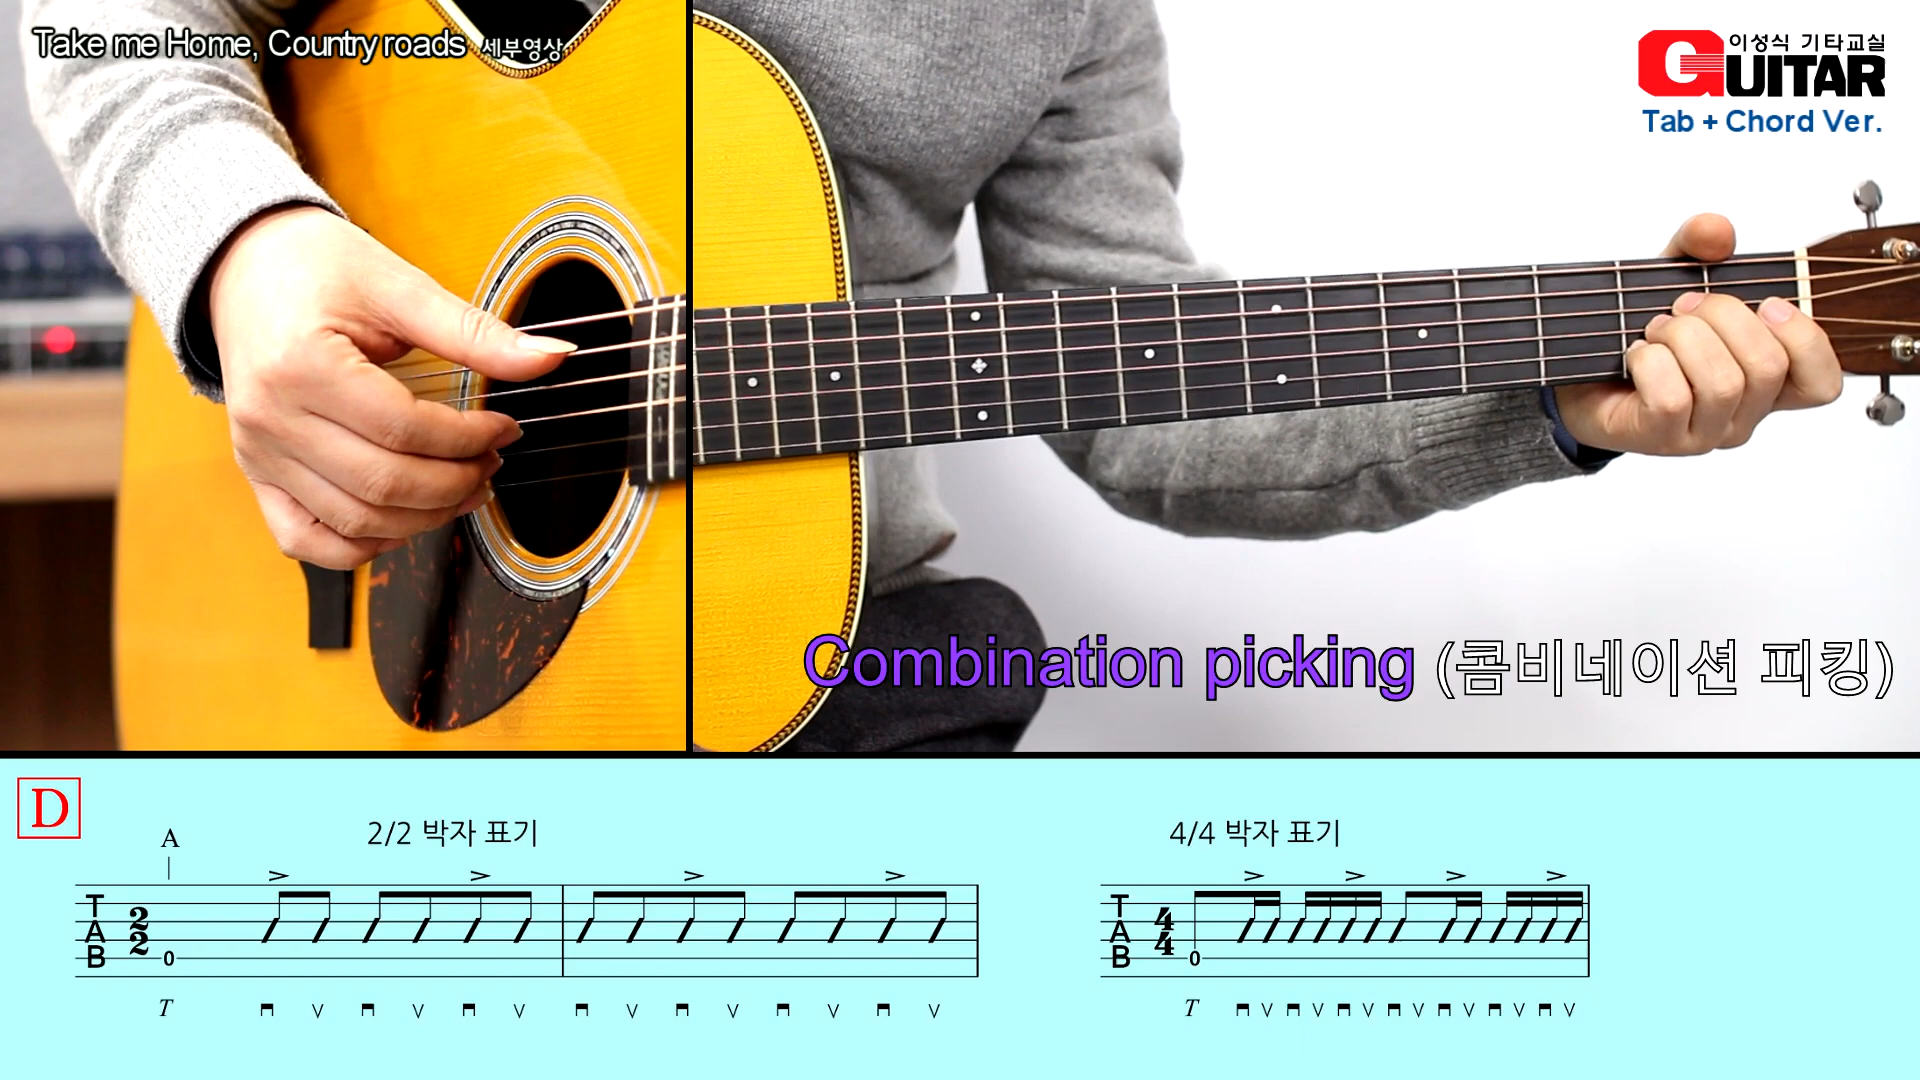 Take me Home, Country roads 세부영상
이성식 기타교실
GUITAR
Tab + Chord Ver.
Combination picking (콤비네이션 피킹)
D
A
2/2 박자 표기
4/4 박자 표기
T
A
B
2
2
0
T
A
B
4
4
0
T
T